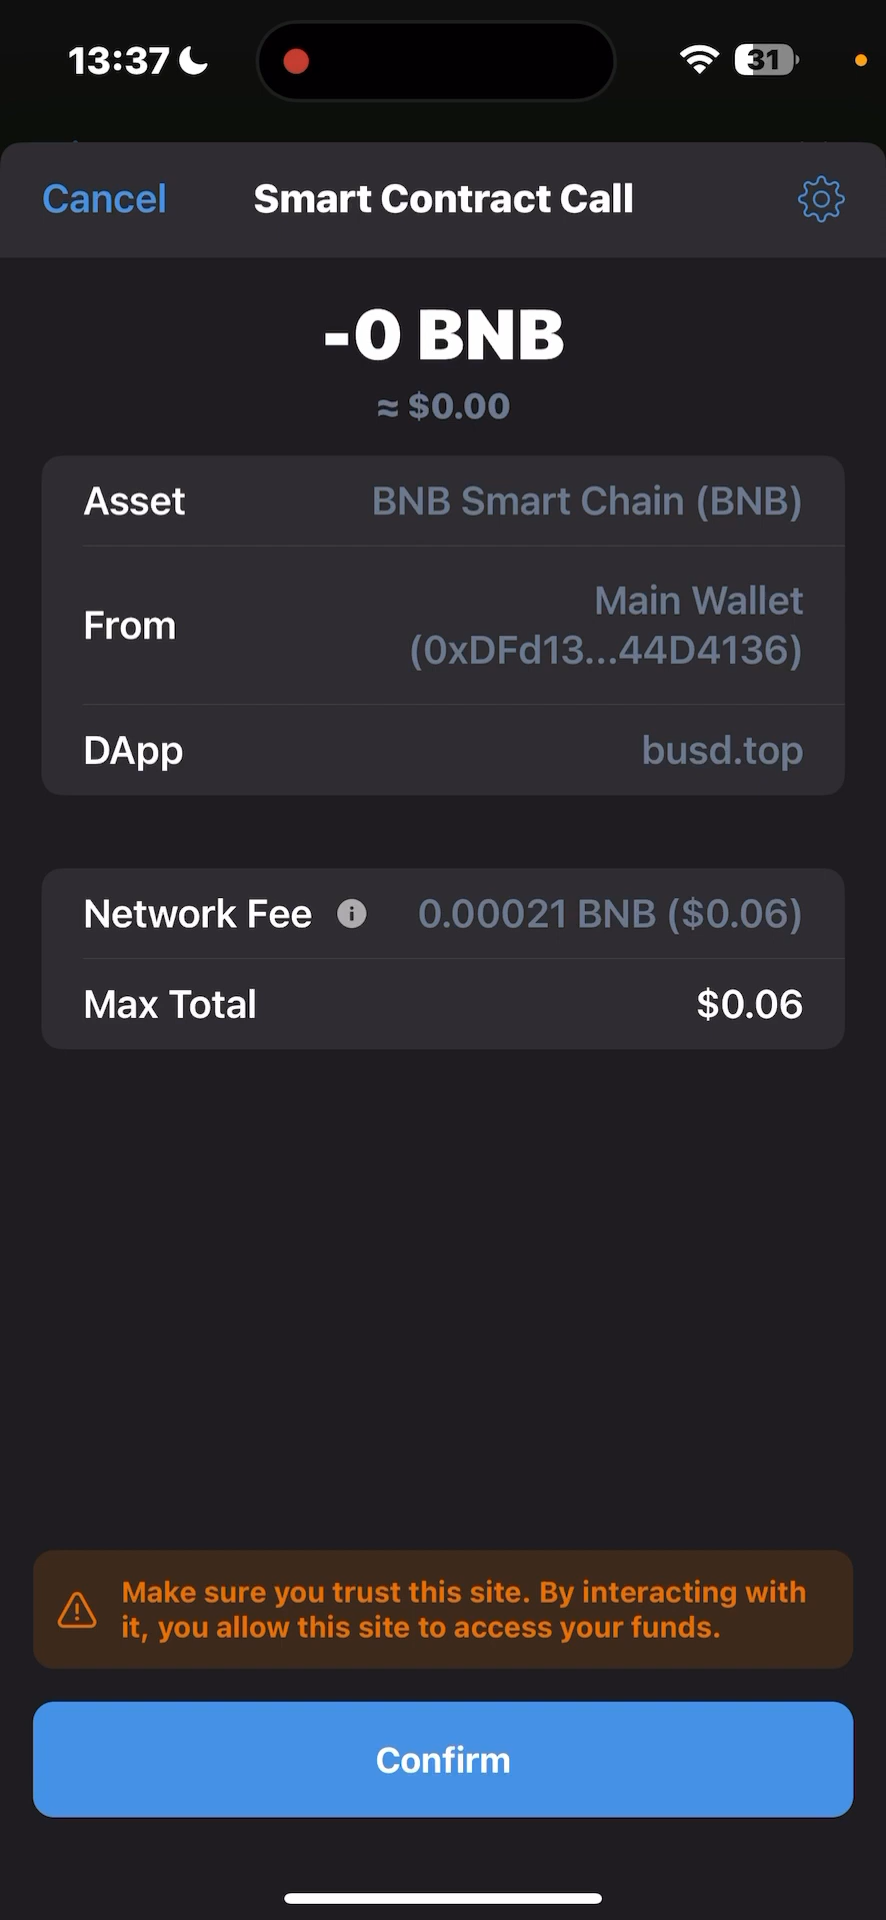 13:37
31
Cancel
Smart Contract Call
-0 BNB
≈ $0.00
Asset
BNB Smart Chain (BNB)
From
Main Wallet
(0xDFd13...44D4136)
DApp
busd.top
Network Fee
0.00021 BNB ($0.06)
Max Total
$0.06
Make sure you trust this site. By interacting with
it, you allow this site to access your funds.
Confirm